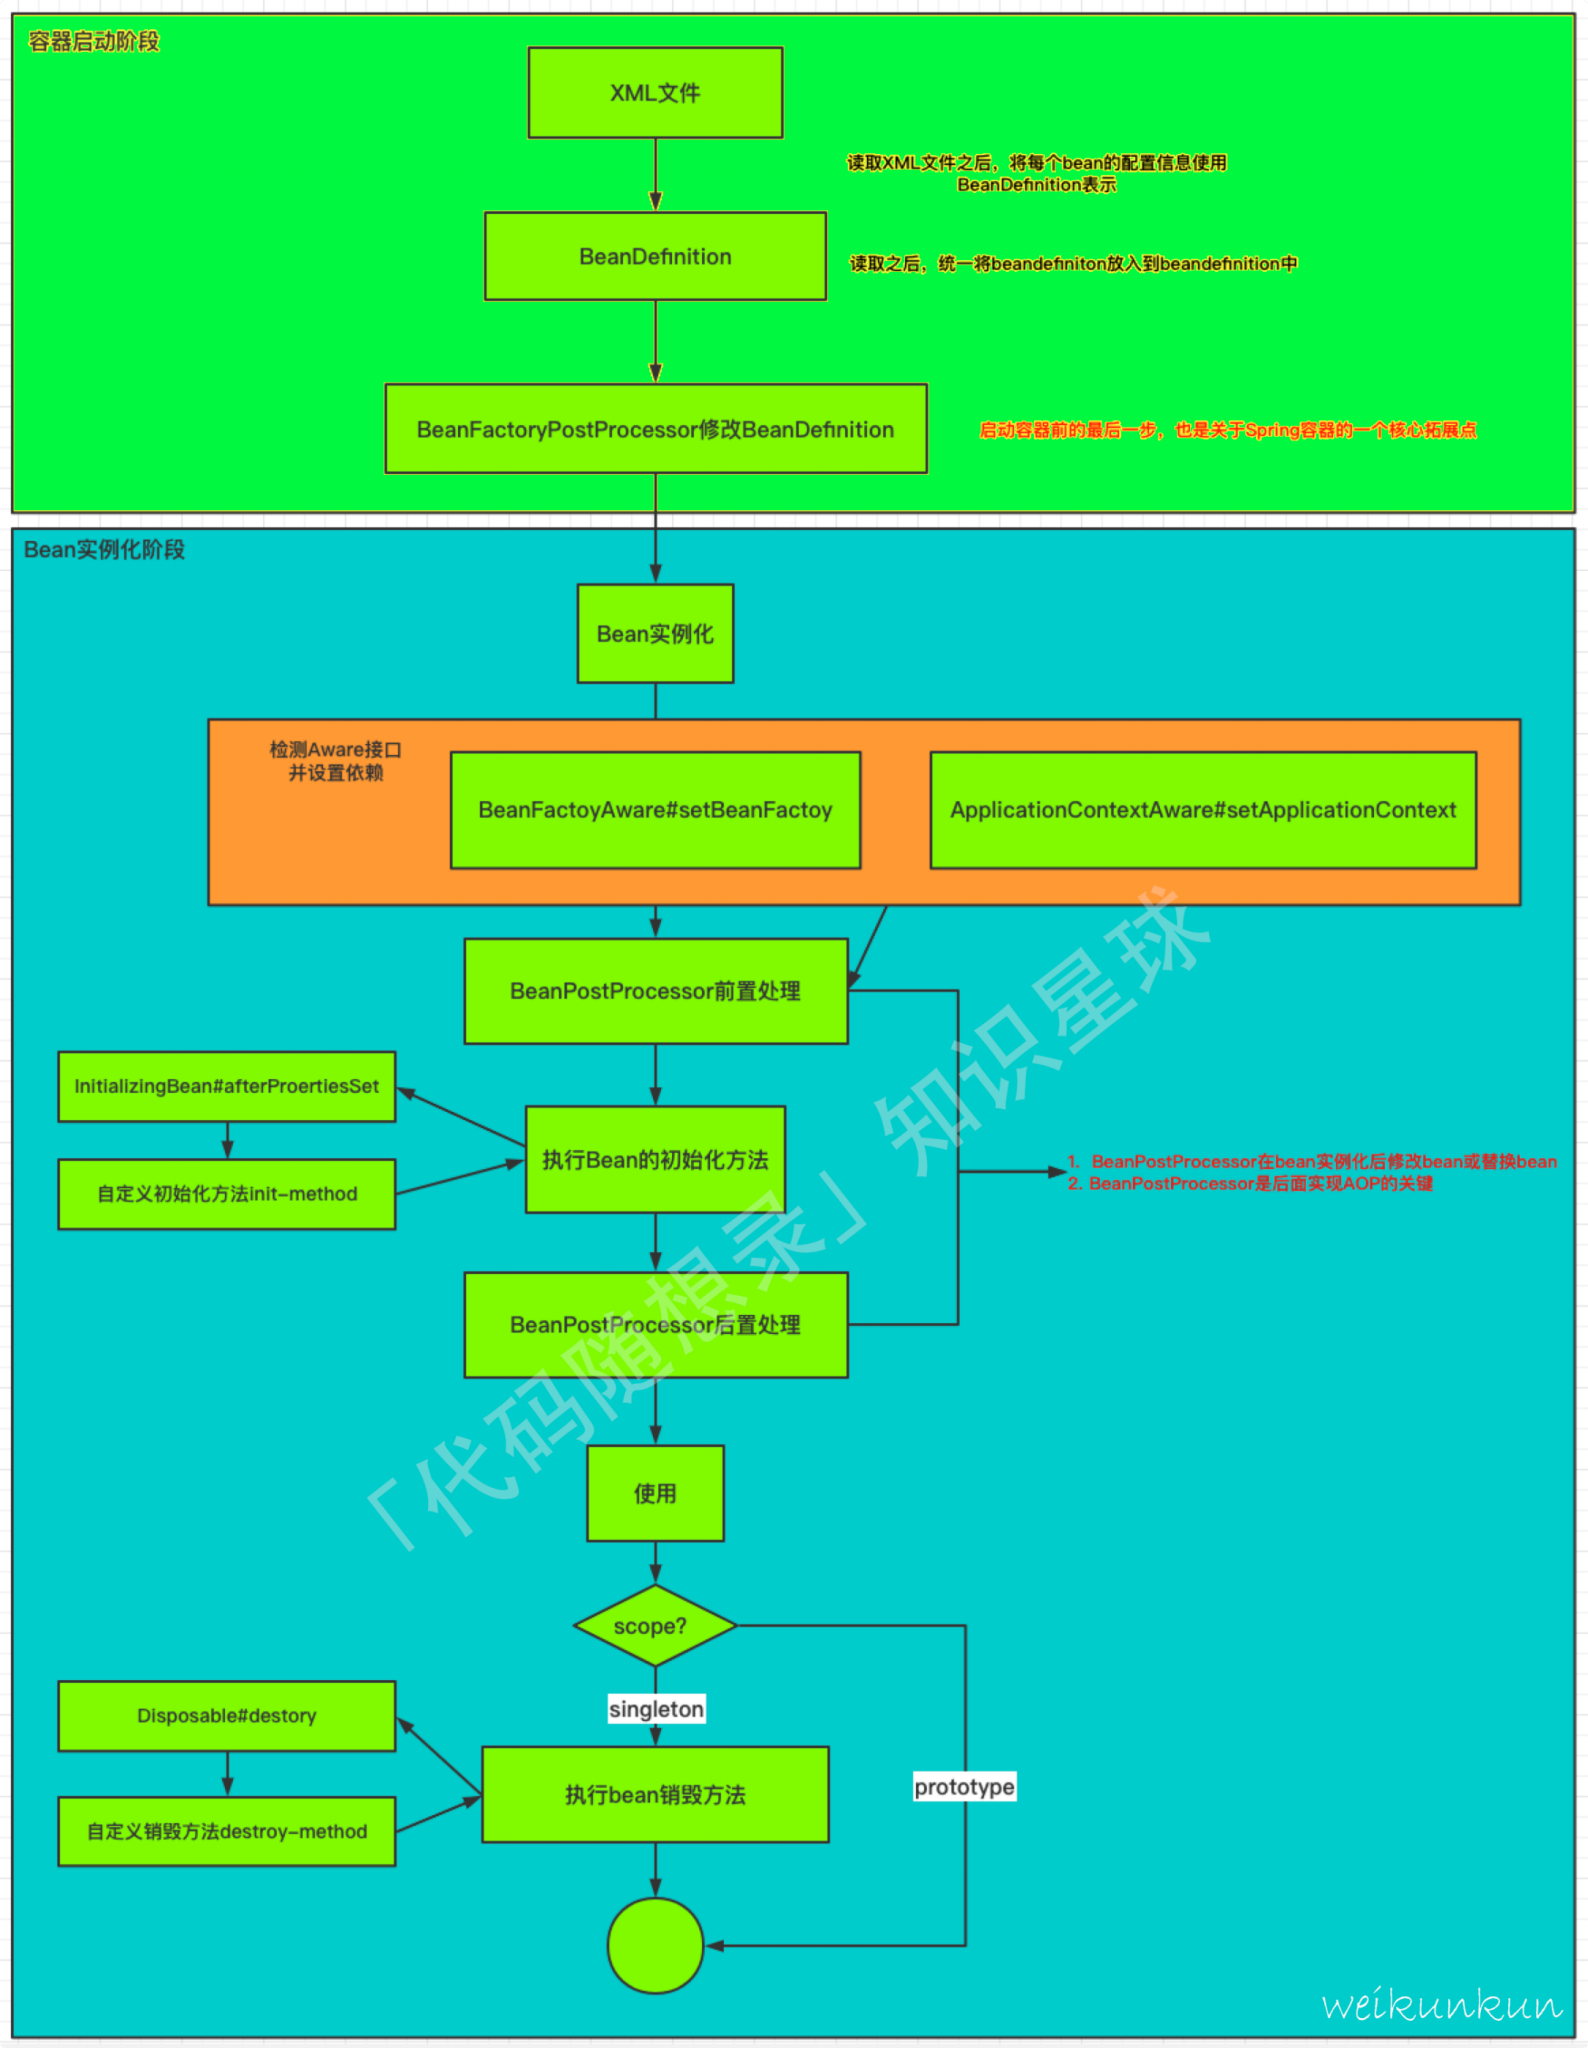 容器启动阶段
XML文件
读取XML文件之后，将每个bean的配置信息使用
BeanDefinition表示
BeanDefinition
读取之后，统一将beandefiniton放入到beandefinition中
BeanFactoryPostProcessor修改BeanDefinition
启动容器前的最后一步，也是关于Spring容器的一个核心拓展点
Bean实例化阶段
Bean实例化
检测Aware接口
并设置依赖
BeanFactoyAware#setBeanFactoy
ApplicationContextAware#setApplicationContext
BeanPostProcessor前置处理
InitializingBean#afterProertiesSet
执行Bean的初始化方法
自定义初始化方法init-method
1. BeanPostProcessor在bean实例化后修改bean或替换bean
2. BeanPostProcessor是后面实现AOP的关键
BeanPostProcessor后置处理
使用
scope?
singleton
Disposable#destory
prototype
执行bean销毁方法
自定义销毁方法destroy-method
「代码随想录」知识星球
weikunkun